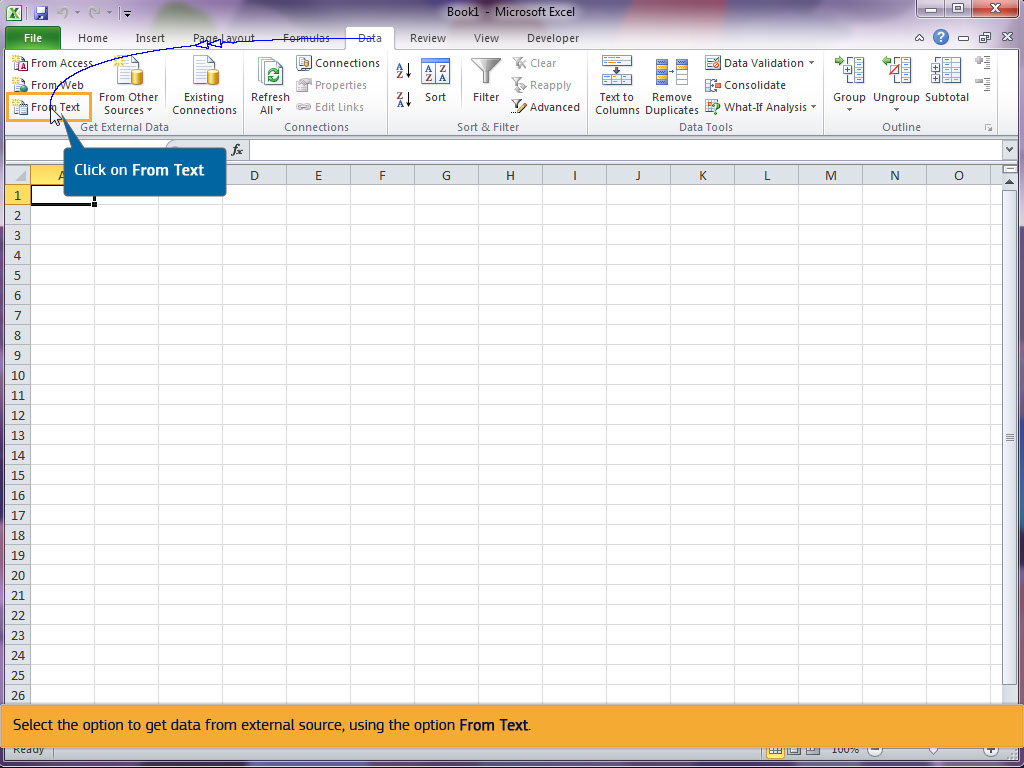 Book1 - Microsoft Excel
File Home Insert Page Layout Formulas Data Review View Developer
From Access
From Web
From Text
From Other Sources
Existing Connections
Get External Data
Refresh All
Connections
Properties
Edit Links
Connections
A Z
Z A
A Z
Z A
Sort
Filter
Clear
Reapply
Advanced
Sort & Filter
Text to Columns
Remove Duplicates
Data Validation
Consolidate
What-If Analysis
Data Tools
Group
Ungroup
Subtotal
Outline
fx
Click on From Text
A D E F G H I J K L M N O
1
2
3
4
5
6
7
8
9
10
11
12
13
14
15
16
17
18
19
20
21
22
23
24
25
26
Select the option to get data from external source, using the option From Text.
Ready 100%